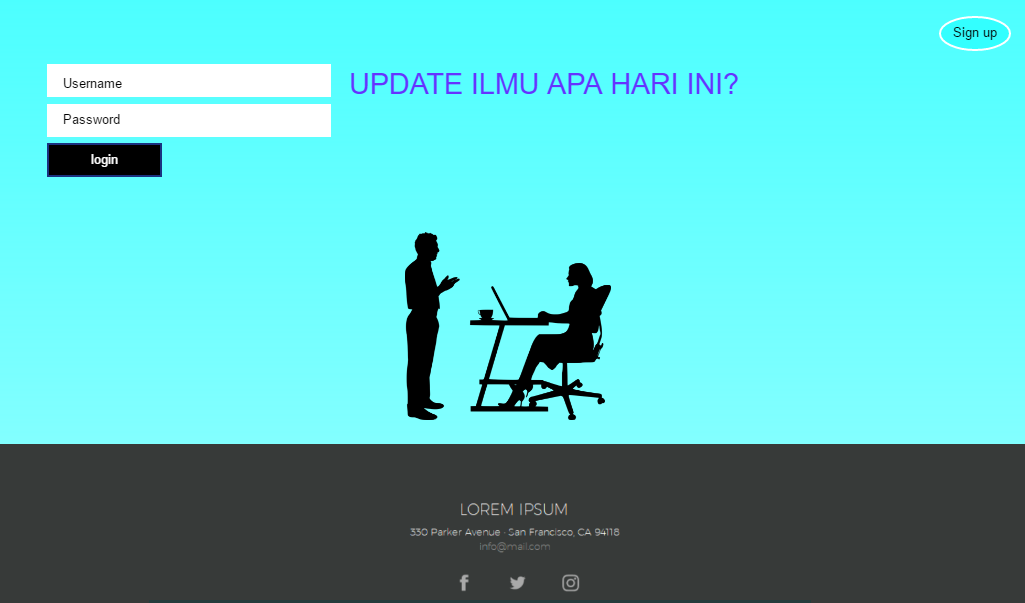 Sign up
Username
UPDATE ILMU APA HARI INI?
Password
login
LOREM IPSUM
330 Parker Avenue · San Francisco, CA 94118
info@mail.com